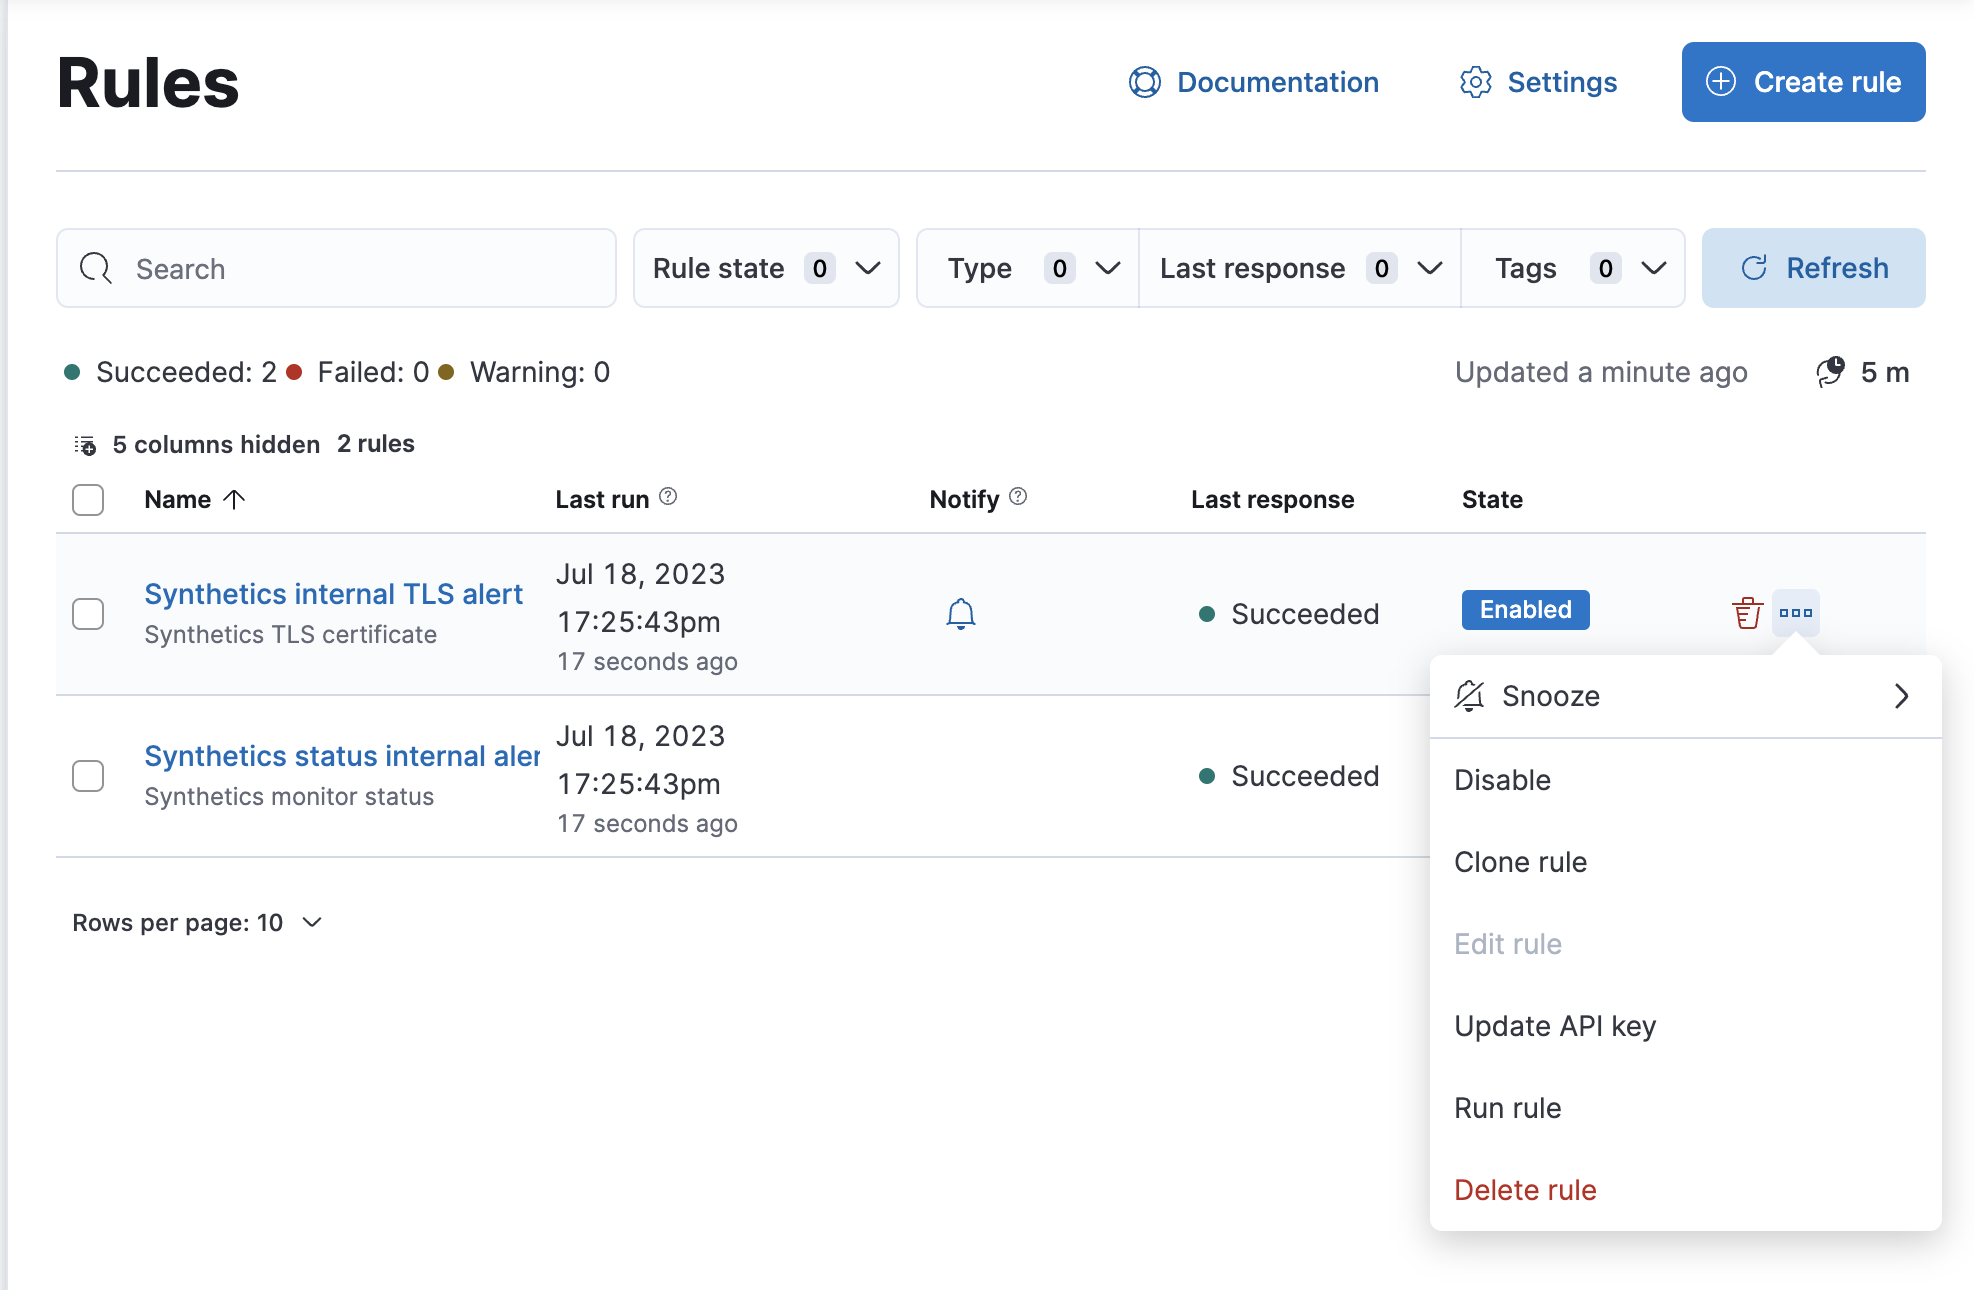 Rules
Documentation
Settings
Create rule
Search
Rule state 0
Type 0
Last response 0
Tags 0
Refresh
Succeeded: 2 Failed: 0 Warning: 0
Updated a minute ago
5 m
5 columns hidden 2 rules
Name Last run Notify Last response State
Synthetics internal TLS alert
Synthetics TLS certificate
Jul 18, 2023
17:25:43pm
17 seconds ago
Succeeded
Enabled
Synthetics status internal aler
Synthetics monitor status
Jul 18, 2023
17:25:43pm
17 seconds ago
Succeeded
Snooze
Disable
Clone rule
Edit rule
Update API key
Run rule
Delete rule
Rows per page: 10